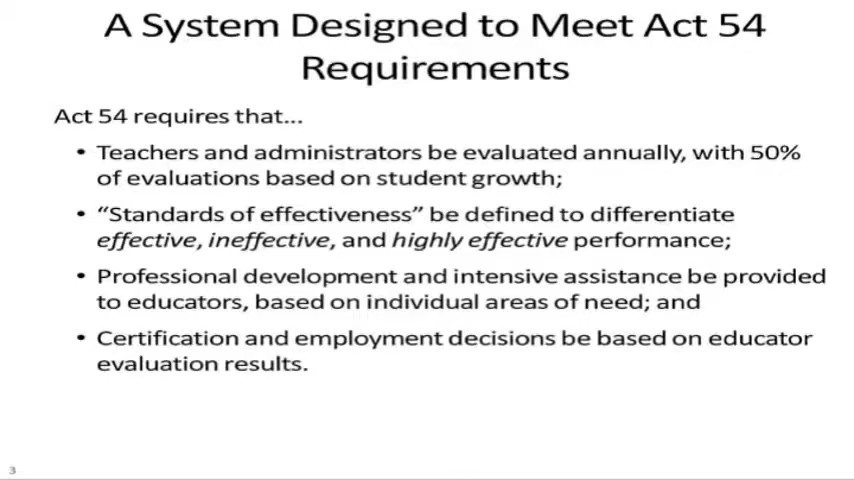 A System Designed to Meet Act 54
Requirements
Act 54 requires that...
• Teachers and administrators be evaluated annually, with 50%
of evaluations based on student growth;
• “Standards of effectiveness” be defined to differentiate
effective, ineffective, and highly effective performance;
• Professional development and intensive assistance be provided
to educators, based on individual areas of need; and
• Certification and employment decisions be based on educator
evaluation results.
3